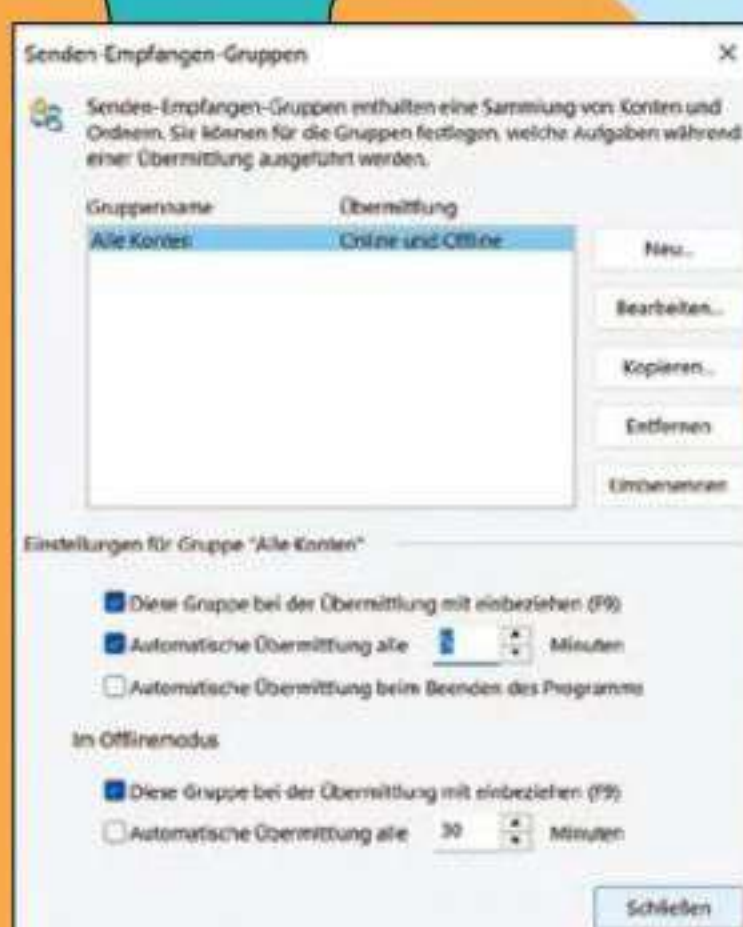 Senden-Empfangen-Gruppen
Senden-Empfangen-Gruppen enthalten eine Sammlung von Konten und
Ordnern. Sie können für die Gruppen festlegen, welche Aufgaben während
einer Übermittlung ausgeführt werden.
Gruppenname Übermittlung
Alle Konten Online und Offline
Neu...
Bearbeiten...
Kopieren...
Entfernen
Umbenennen
Einstellungen für Gruppe "Alle Konten"
Diese Gruppe bei der Übermittlung mit einbeziehen (F9)
Automatische Übermittlung alle Minuten
Automatische Übermittlung beim Beenden des Programms
Im Offlinemodus
Diese Gruppe bei der Übermittlung mit einbeziehen (F9)
Automatische Übermittlung alle 30 Minuten
Schließen